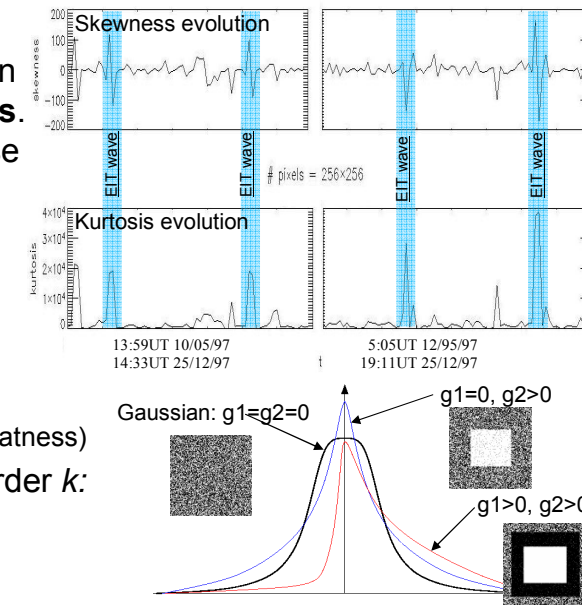 200
Skewness evolution
skewness
100
0
-100
-200
s.
EIT wave
EIT wave
# pixels = 256×256
EIT wave
EIT wave
4×10⁴
Kurtosis evolution
kurtosis
3×10⁴
2×10⁴
1×10⁴
0
13:59UT 10/05/97
5:05UT 12/95/97
14:33UT 25/12/97
t
19:11UT 25/12/97
g1=0, g2>0
Gaussian: g1=g2=0
atness)
rder k:
g1>0, g2>0